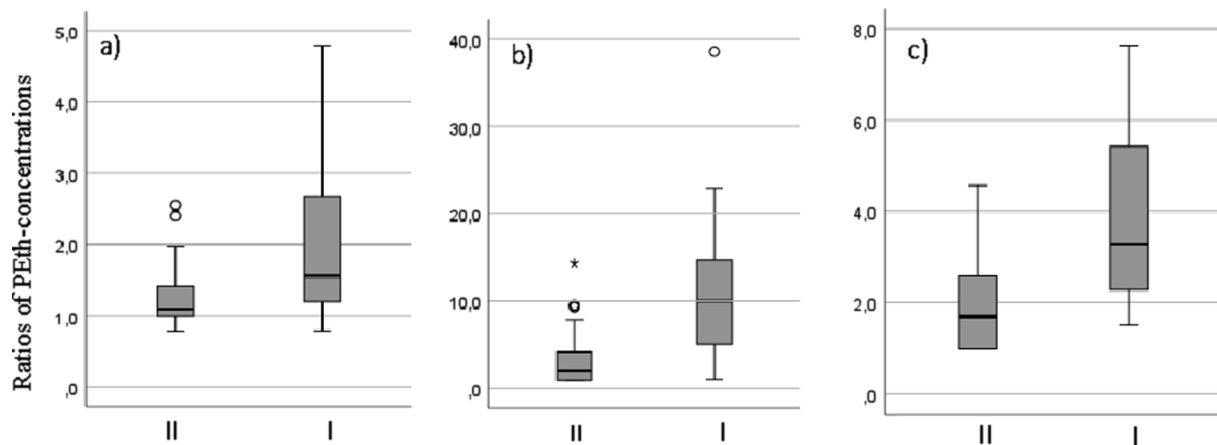 Ratios of PEth-concentrations
a)
5,0
4,0
3,0
2,0
1,0
,0
II I
b)
40,0
30,0
20,0
10,0
,0
II I
c)
8,0
6,0
4,0
2,0
,0
II I